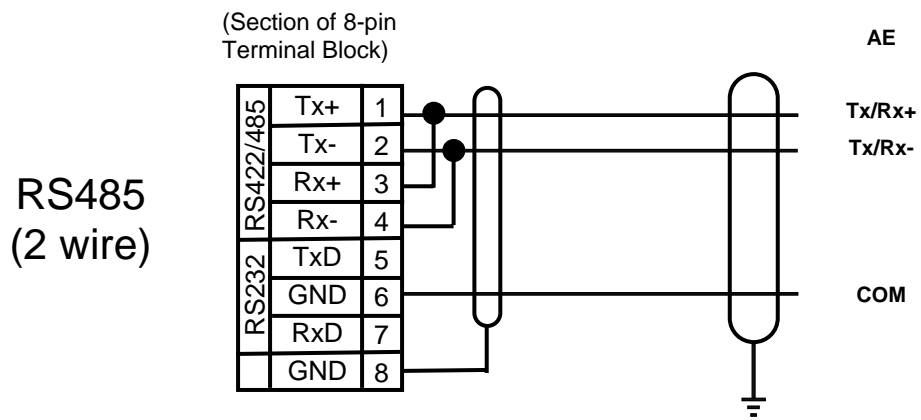 (Section of 8-pin
Terminal Block)
AE
RS485
(2 wire)
RS422/485
RS232
Tx+ 1
Tx- 2
Rx+ 3
Rx- 4
TxD 5
GND 6
RxD 7
GND 8
Tx/Rx+
Tx/Rx-
COM